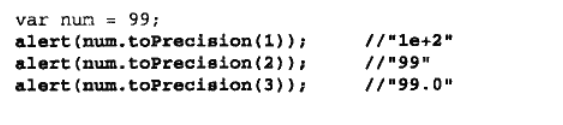 var num = 99;
alert(num.toPrecision(1)); //"1e+2"
alert(num.toPrecision(2)); //"99"
alert(num.toPrecision(3)); //"99.0"